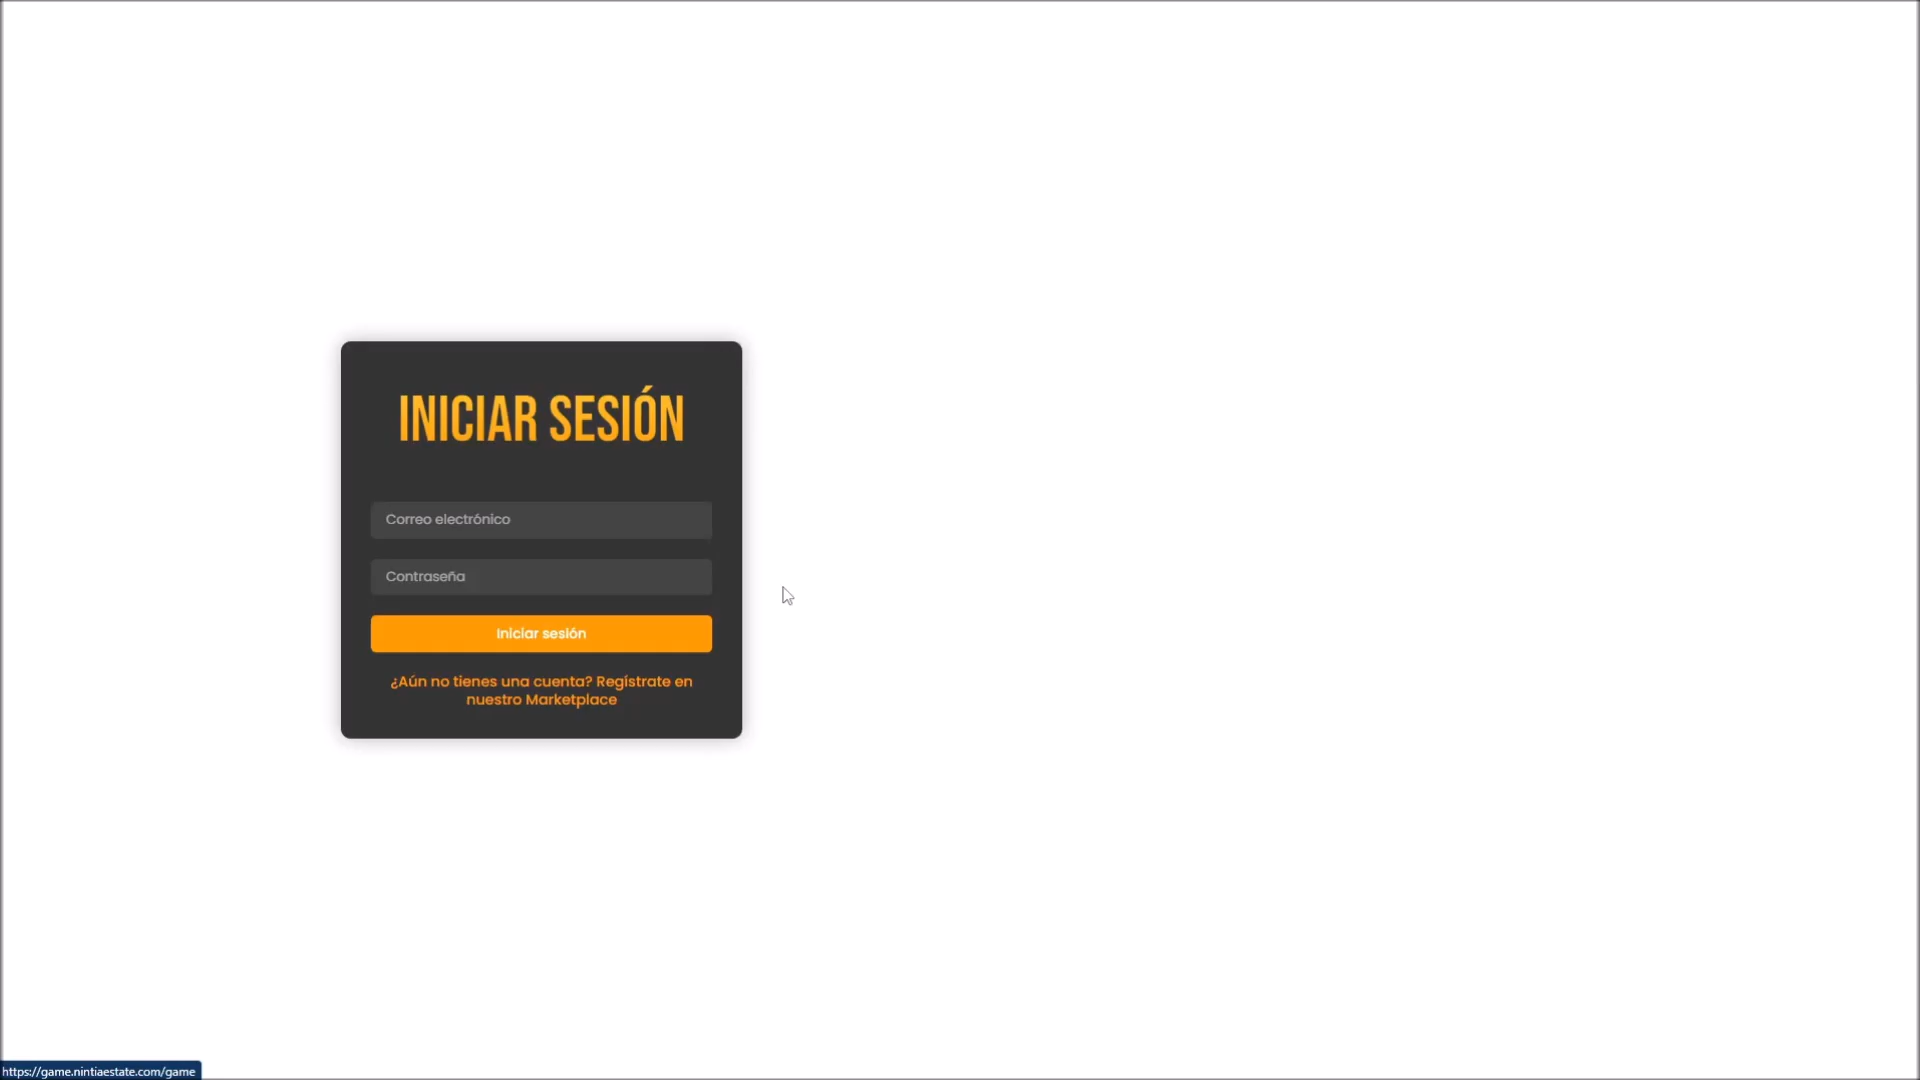 INICIAR SESIÓN
Correo electrónico
Contraseña
Iniciar sesión
¿Aún no tienes una cuenta? Regístrate en
nuestro Marketplace
https://game.nintiaestate.com/game